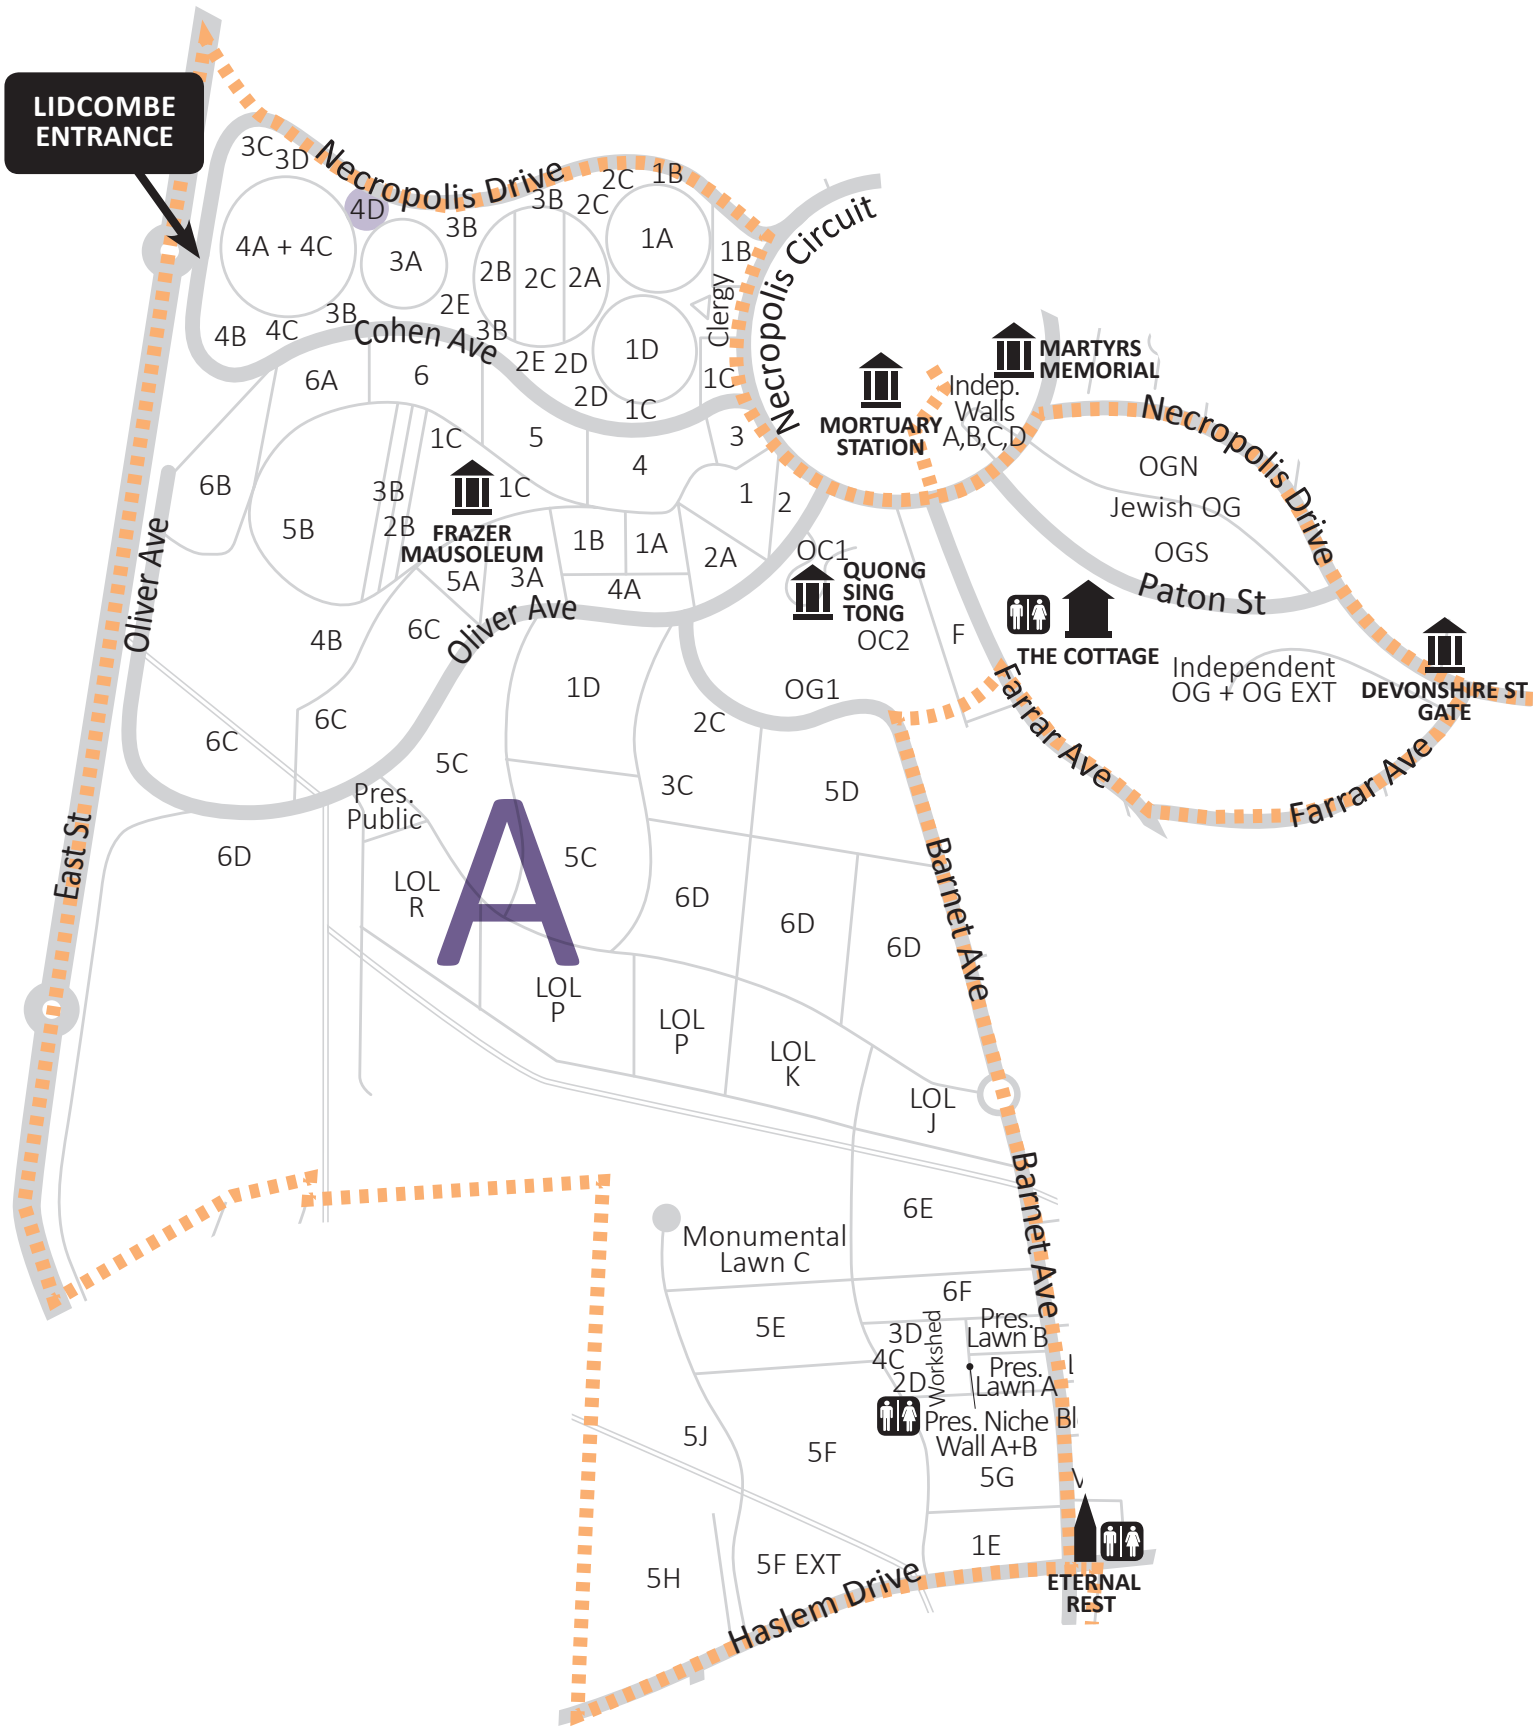 LIDCOMBE
ENTRANCE
3C
3D
Necropolis Drive
4D
4A + 4C
3A
3B
3B
2C
2C
1B
1A
1B
2B
2C
2A
Clergy
Necropolis Circuit
4B
4C
3B
2E
3B
Cohen Ave
2E
2D
1D
2D
1C
1C
6A
6
5
4
3
1C
1C
1
2
6B
5B
3B
2B
FRAZER
MAUSOLEUM
1B
1A
2A
5A
3A
4A
Oliver Ave
Oliver Ave
4B
6C
6C
6C
MARTYRS
MEMORIAL
MORTUARY
STATION
Indep.
Walls
A,B,C,D
Necropolis Drive
OGN
Jewish OG
OGS
Paton St
OC1
QUONG
SING
TONG
OC2
F
THE COTTAGE
Independent
OG + OG EXT
DEVONSHIRE ST
GATE
Farrar Ave
Farrar Ave
OG1
1D
2C
5C
3C
5D
Pres.
Public
East St
6D
A
5C
LOL
R
6D
6D
6D
Barnet Ave
LOL
P
LOL
P
LOL
K
LOL
J
Barnet Ave
6E
Monumental
Lawn C
6F
5E
3D
4C
2D
Workshed
Pres.
Lawn B
Pres.
Lawn A
Pres. Niche
Wall A+B
Bl
5J
5F
5G
1E
5H
5F EXT
Haslem Drive
ETERNAL
REST